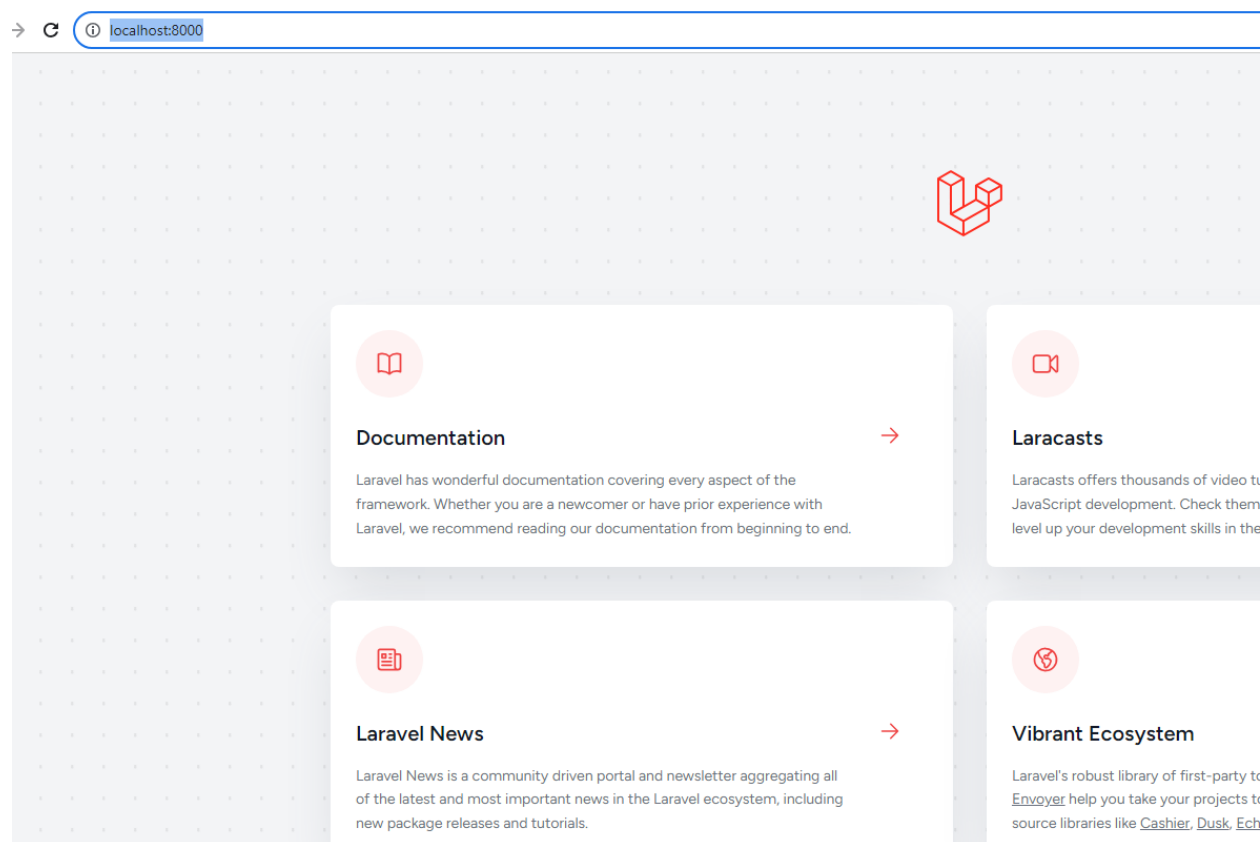 localhost:8000
Documentation
Laravel has wonderful documentation covering every aspect of the
framework. Whether you are a newcomer or have prior experience with
Laravel, we recommend reading our documentation from beginning to end.
Laracasts
Laracasts offers thousands of video
JavaScript development. Check them
level up your development skills in the
Laravel News
Laravel News is a community driven portal and newsletter aggregating all
of the latest and most important news in the Laravel ecosystem, including
new package releases and tutorials.
Vibrant Ecosystem
Laravel's robust library of first-party
Envoyer help you take your projects
source libraries like Cashier, Dusk,